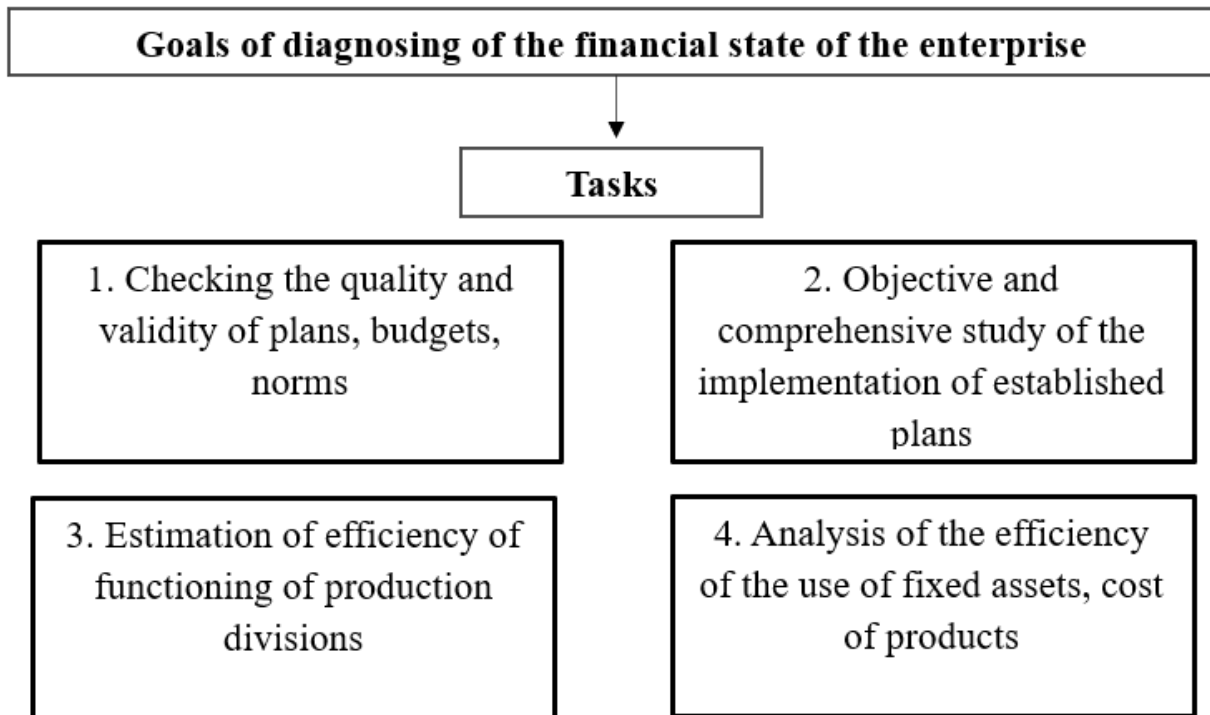 Goals of diagnosing of the financial state of the enterprise
Tasks
1. Checking the quality and
validity of plans, budgets,
norms
2. Objective and
comprehensive study of the
implementation of established
plans
3. Estimation of efficiency of
functioning of production
divisions
4. Analysis of the efficiency
of the use of fixed assets, cost
of products